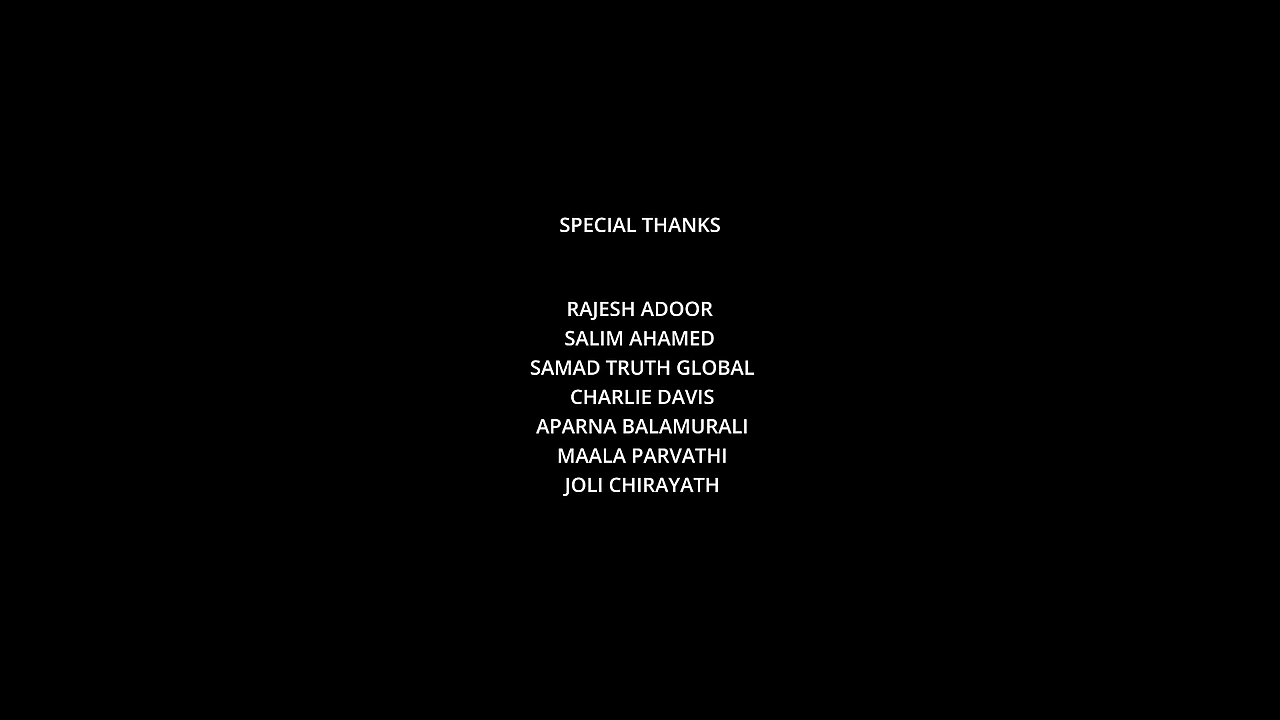 SPECIAL THANKS
RAJESH ADOOR
SALIM AHAMED
SAMAD TRUTH GLOBAL
CHARLIE DAVIS
APARNA BALAMURALI
MAALA PARVATHI
JOLI CHIRAYATH